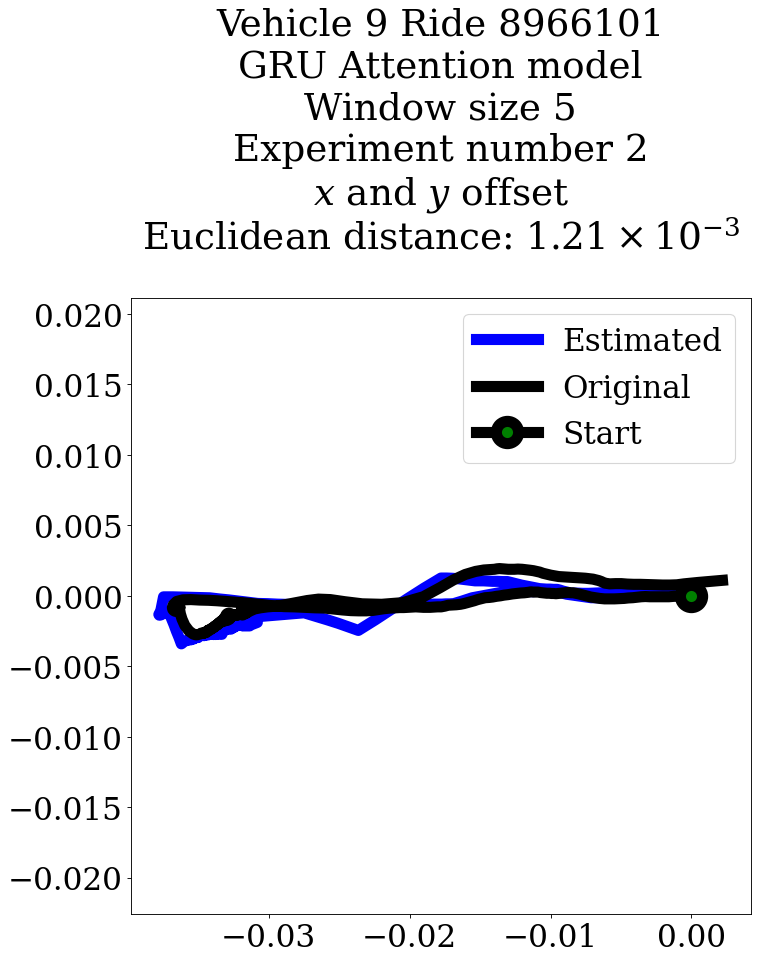 Vehicle 9 Ride 8966101
GRU Attention model
Window size 5
Experiment number 2
x and y offset
Euclidean distance: 1.21 × 10⁻³
Estimated
Original
Start
0.020
0.015
0.010
0.005
0.000
−0.005
−0.010
−0.015
−0.020
−0.03 −0.02 −0.01 0.00